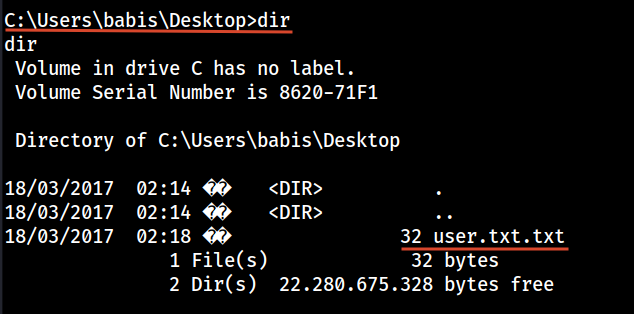 C:\Users\babis\Desktop>dir
dir
 Volume in drive C has no label.
 Volume Serial Number is 8620-71F1
 Directory of C:\Users\babis\Desktop
18/03/2017  02:14 ��    <DIR>          .
18/03/2017  02:14 ��    <DIR>          ..
18/03/2017  02:18 ��                32 user.txt.txt
               1 File(s)             32 bytes
               2 Dir(s)  22.280.675.328 bytes free